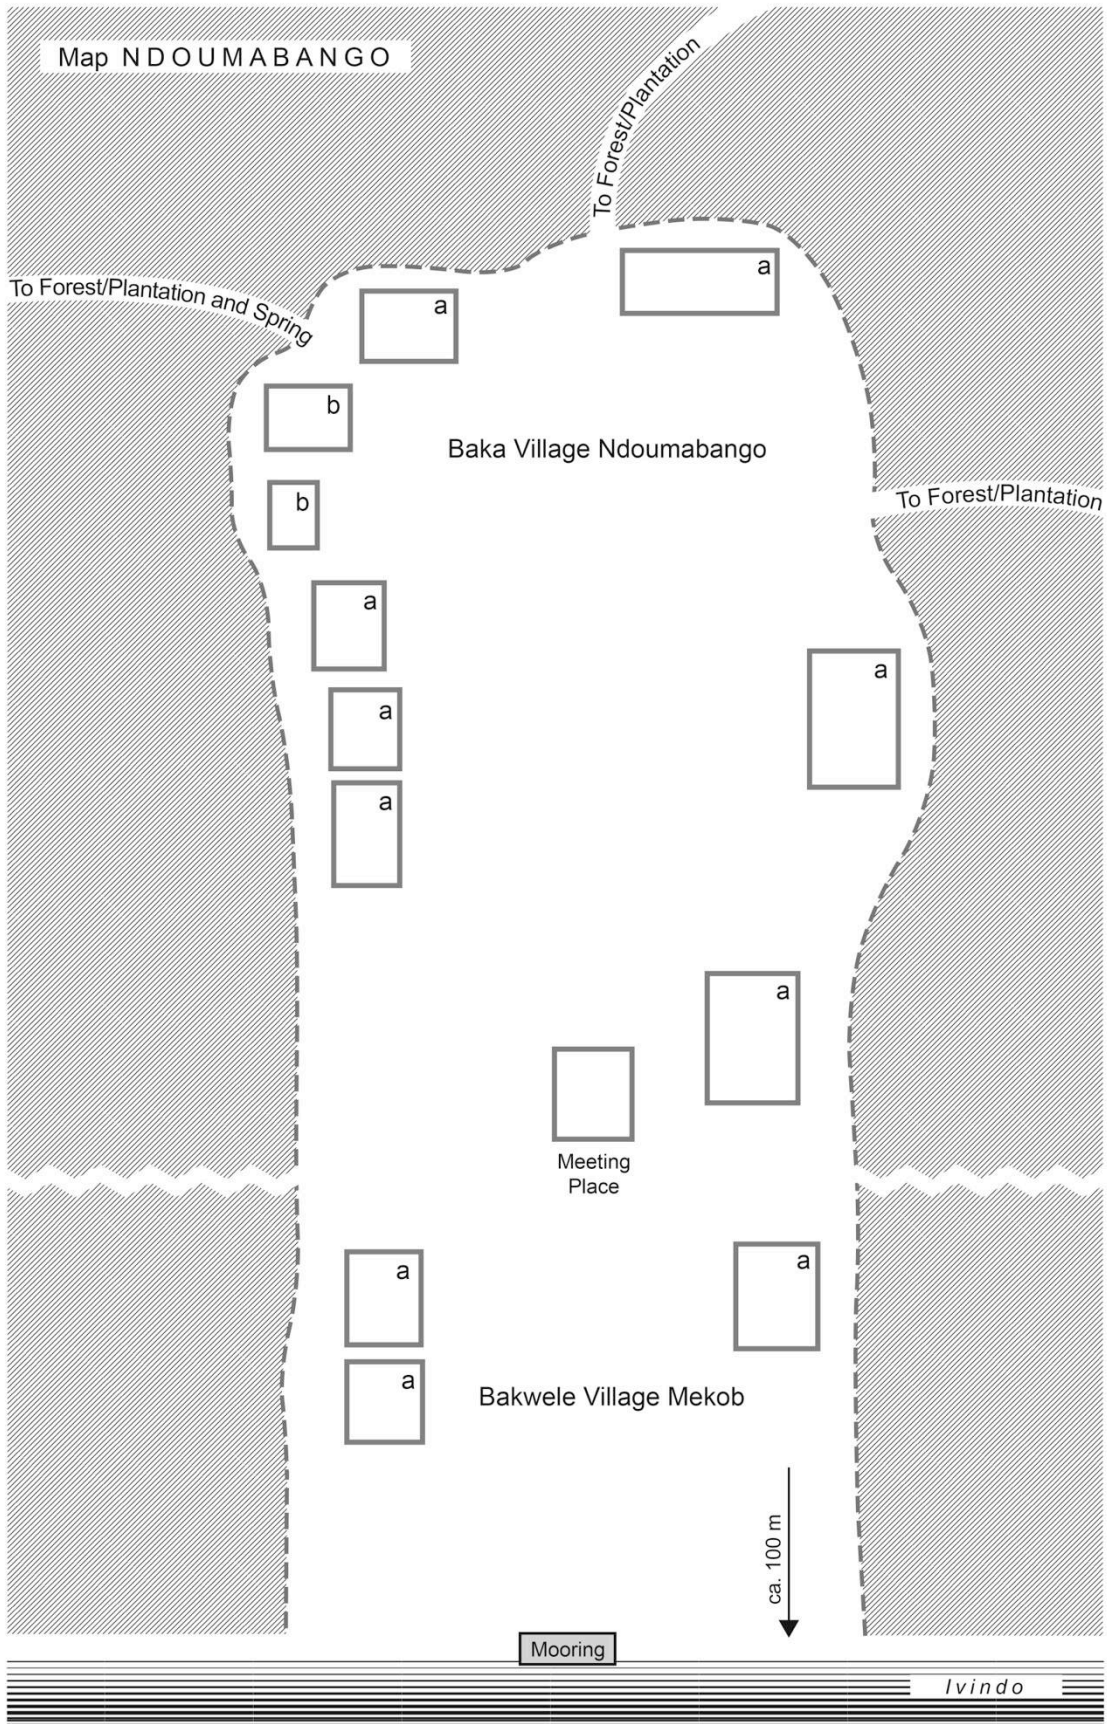 Map NDOUMABANGO
To Forest/Plantation
To Forest/Plantation and Spring
a
a
b
Baka Village Ndoumabango
b
To Forest/Plantation
a
a
a
a
a
Meeting
Place
a
a
a
Bakwele Village Mekob
ca. 100 m
Mooring
Ivindo